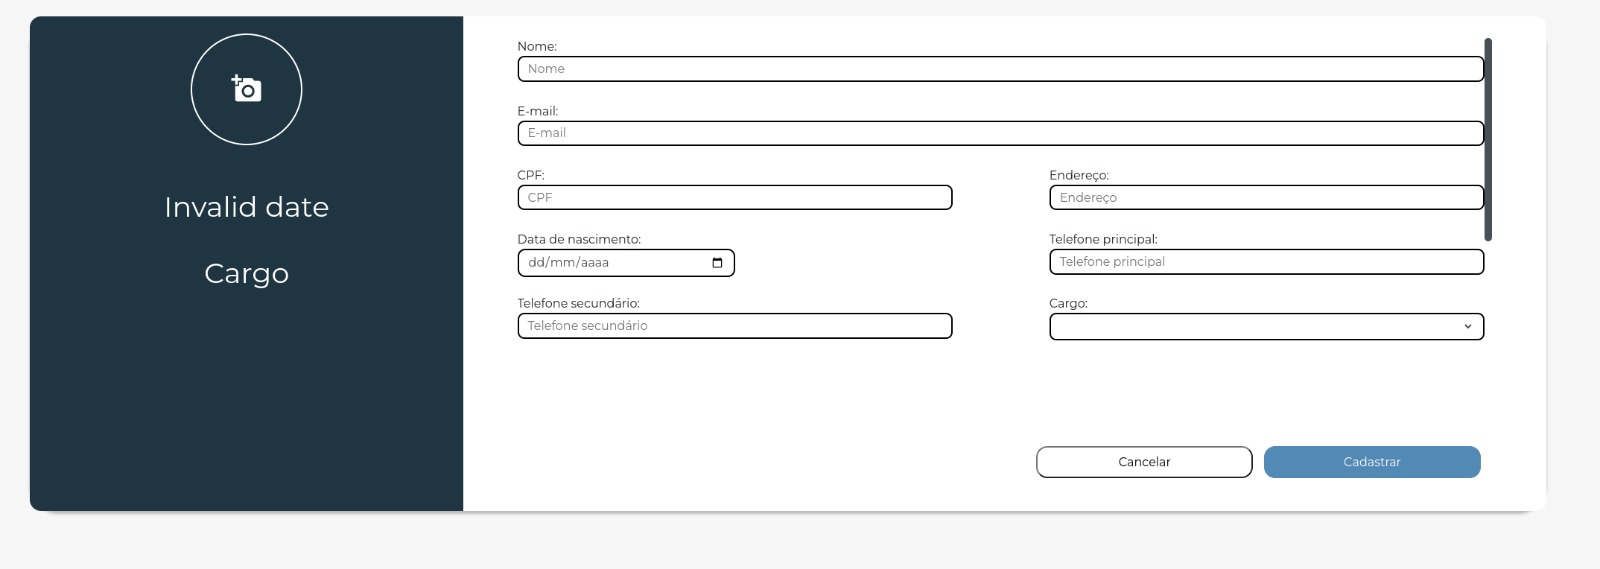 Invalid date
Cargo
Nome:
Nome
E-mail:
E-mail
CPF:
CPF
Endereço:
Endereço
Data de nascimento:
dd/mm/aaaa
Telefone principal:
Telefone principal
Telefone secundário:
Telefone secundário
Cargo:
Cancelar
Cadastrar